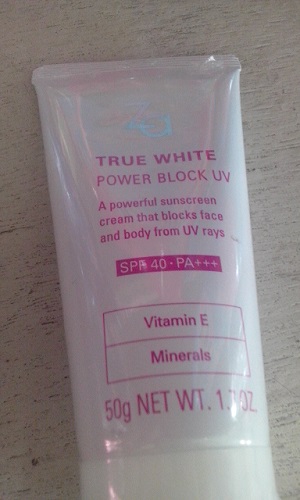 Za
TRUE WHITE
POWER BLOCK UV
A powerful sunscreen
cream that blocks face
and body from UV rays
SPF 40 · PA+++
Vitamin E
Minerals
50g NET WT. 1.7 OZ.